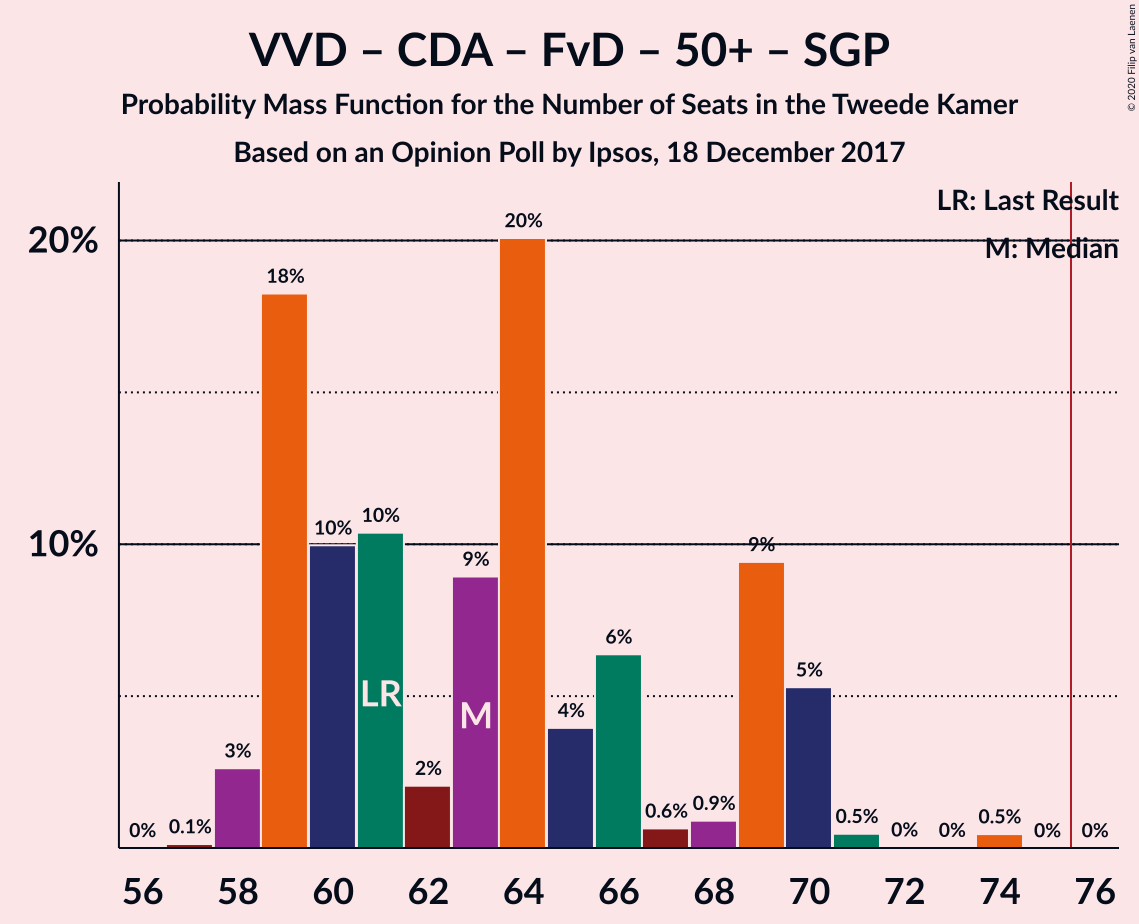 VVD – CDA – FvD – 50+ – SGP
Probability Mass Function for the Number of Seats in the Tweede Kamer
Based on an Opinion Poll by Ipsos, 18 December 2017
© 2020 Filip van Laenen
LR: Last Result
M: Median
20%
10%
0%
0.1%
3%
18%
10%
10%
2%
9%
20%
4%
6%
0.6%
0.9%
9%
5%
0.5%
0%
0%
0.5%
0%
0%
LR
M
56 58 60 62 64 66 68 70 72 74 76